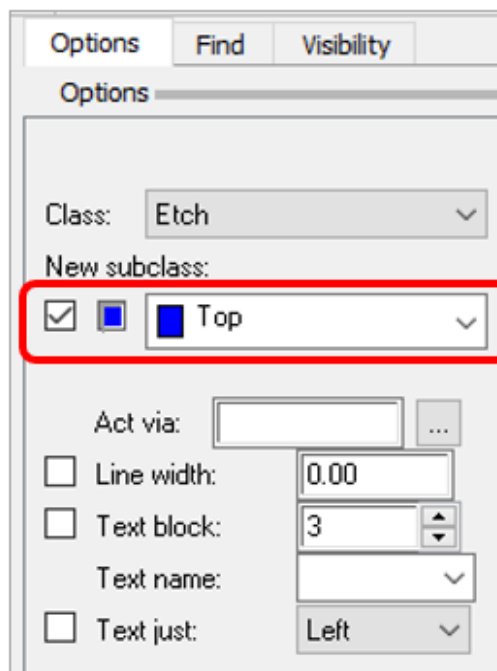 Options Find Visibility
Options
Class: Etch
New subclass:
Top
Act via: ...
Line width: 0.00
Text block: 3
Text name:
Text just: Left